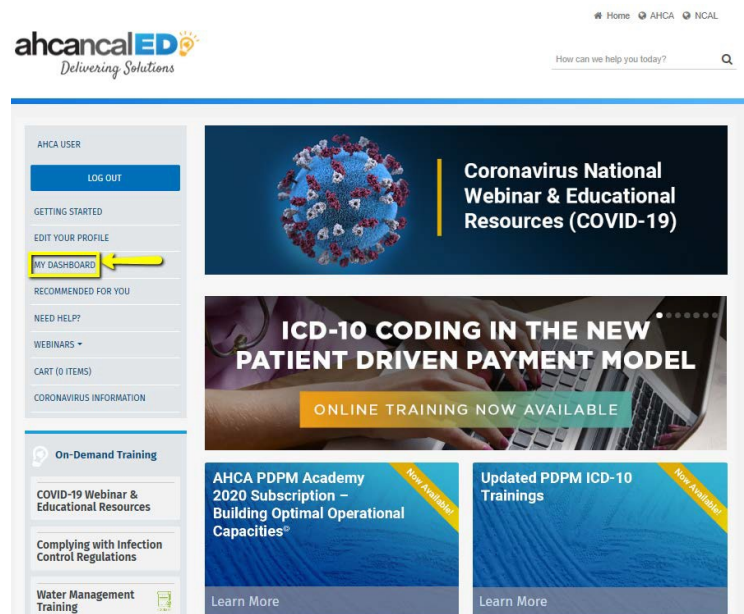 Home AHCA NCAL
ahcancalED
Delivering Solutions
How can we help you today?
AHCA USER
LOG OUT
GETTING STARTED
EDIT YOUR PROFILE
MY DASHBOARD
RECOMMENDED FOR YOU
NEED HELP?
WEBINARS
CART (0 ITEMS)
CORONAVIRUS INFORMATION
On-Demand Training
COVID-19 Webinar &
Educational Resources
Complying with Infection
Control Regulations
Water Management
Training
Coronavirus National
Webinar & Educational
Resources (COVID-19)
ICD-10 CODING IN THE NEW
PATIENT DRIVEN PAYMENT MODEL
ONLINE TRAINING NOW AVAILABLE
AHCA PDPM Academy
2020 Subscription –
Building Optimal Operational
Capacities©
Now Available!
Learn More
Updated PDPM ICD-10
Trainings
Now Available!
Learn More